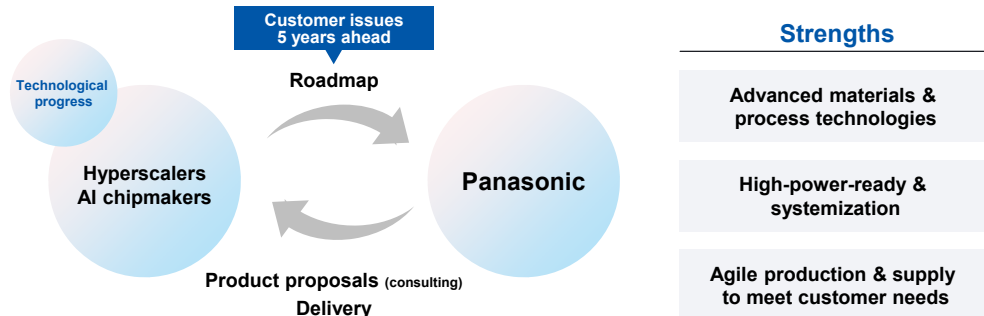 Customer issues
5 years ahead
Roadmap
Technological
progress
Hyperscalers
AI chipmakers
Panasonic
Product proposals (consulting)
Delivery
Strengths
Advanced materials &
process technologies
High-power-ready &
systemization
Agile production & supply
to meet customer needs